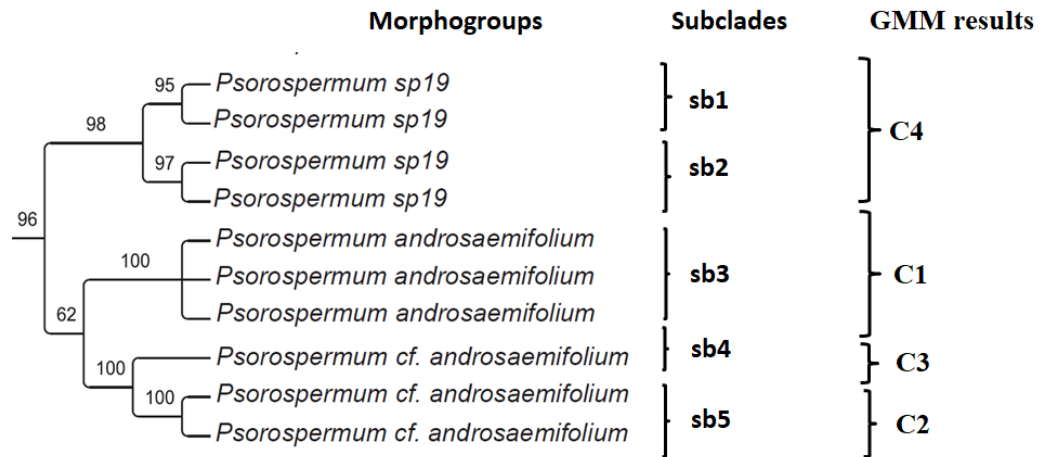 Morphogroups Subclades GMM results
95 Psorospermum sp19
sb1
98 Psorospermum sp19
C4
97 Psorospermum sp19
sb2
Psorospermum sp19
96
Psorospermum androsaemifolium
100
Psorospermum androsaemifolium sb3 C1
Psorospermum androsaemifolium
62
Psorospermum cf. androsaemifolium sb4 C3
100
100 Psorospermum cf. androsaemifolium
sb5 C2
Psorospermum cf. androsaemifolium